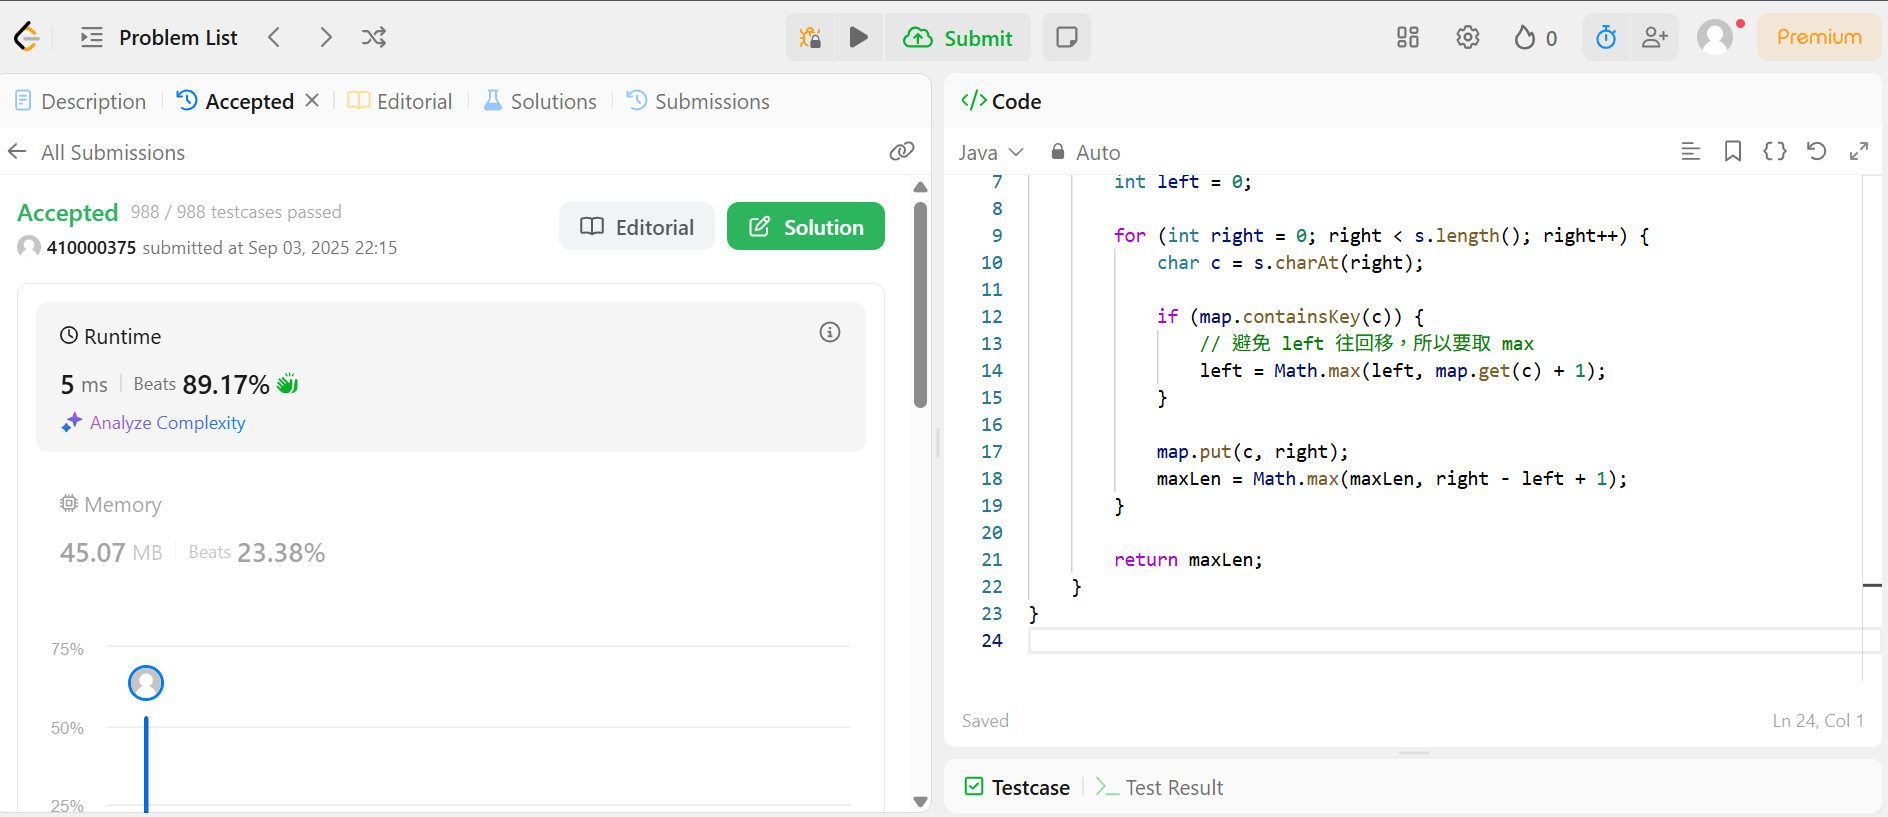 Problem List
Submit
0
Premium
Description
Accepted
Editorial
Solutions
Submissions
All Submissions
Accepted 988 / 988 testcases passed
410000375 submitted at Sep 03, 2025 22:15
Editorial
Solution
Runtime
5 ms Beats 89.17%
Analyze Complexity
Memory
45.07 MB Beats 23.38%
75%
50%
25%
Code
Java
Auto
7 int left = 0;
8
9 for (int right = 0; right < s.length(); right++) {
10 char c = s.charAt(right);
11
12 if (map.containsKey(c)) {
13 // 避免 left 往回移，所以要取 max
14 left = Math.max(left, map.get(c) + 1);
15 }
16
17 map.put(c, right);
18 maxLen = Math.max(maxLen, right - left + 1);
19 }
20
21 return maxLen;
22 }
23 }
24
Saved
Ln 24, Col 1
Testcase
Test Result